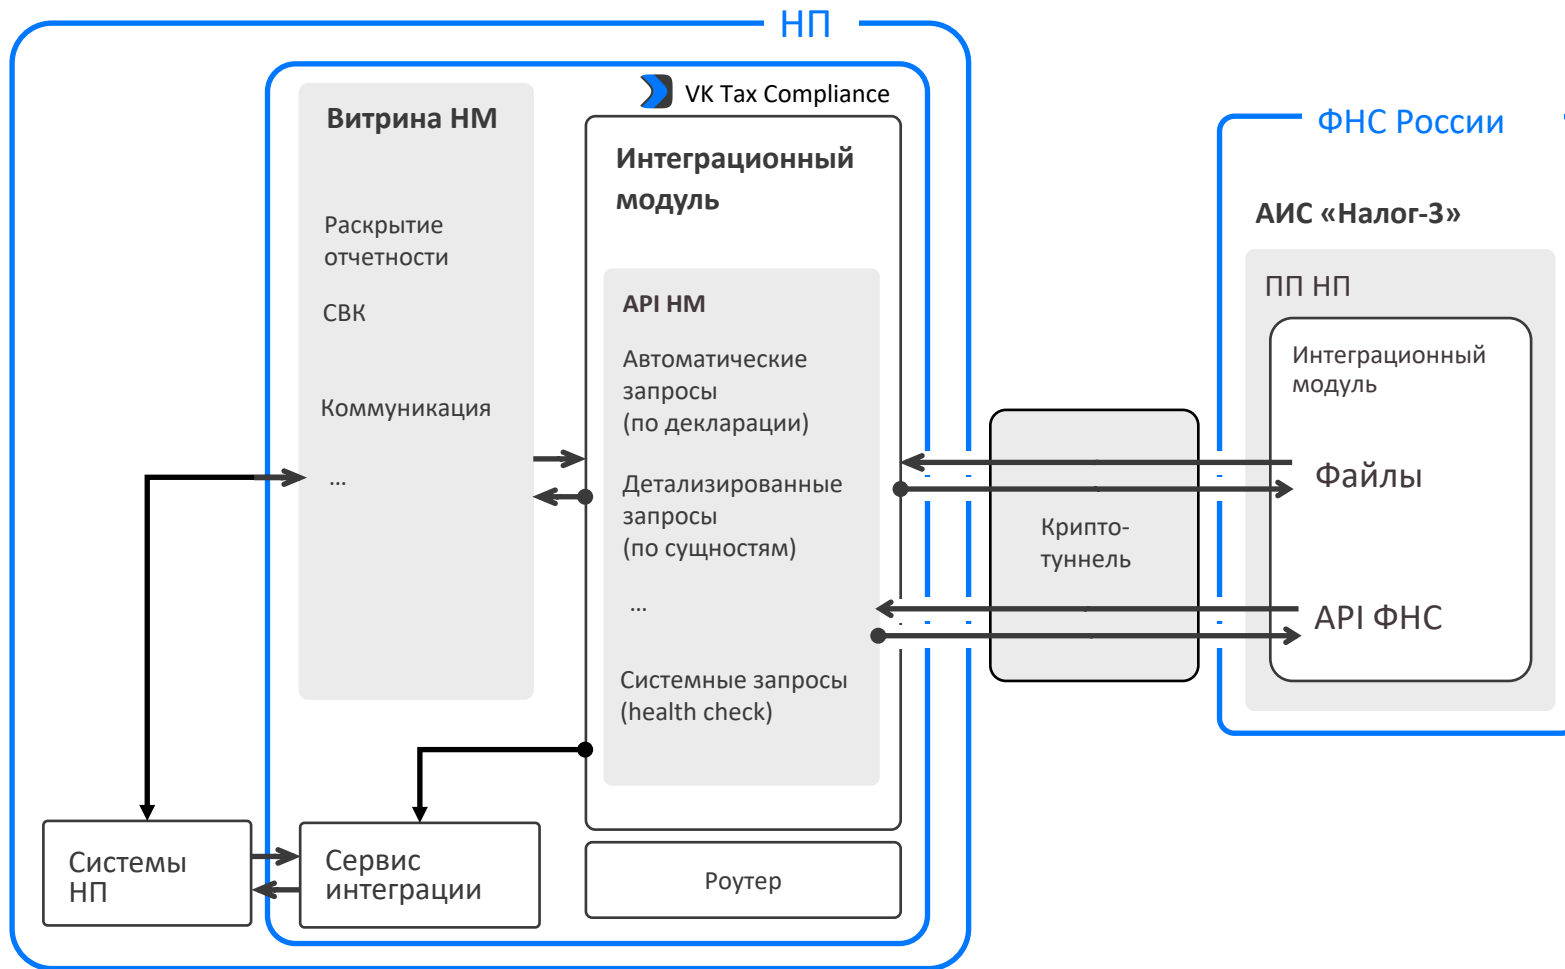 НП
VK Tax Compliance
Витрина НМ
Раскрытие
отчетности
СВК
Коммуникация
...
Интеграционный
модуль
API НМ
Автоматические
запросы
(по декларации)
Детализированные
запросы
(по сущностям)
...
Системные запросы
(health check)
Системы
НП
Сервис
интеграции
Роутер
Крипто-
туннель
ФНС России
АИС «Налог-3»
ПП НП
Интеграционный
модуль
Файлы
API ФНС